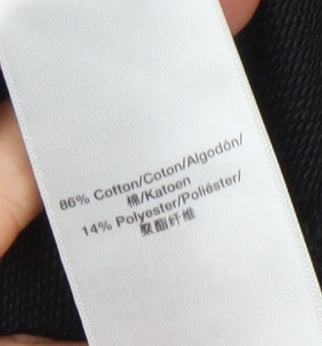 86% Cotton/Coton/Algodón/
棉/Katoen
14% Polyester/Poliéster/
聚酯纤维